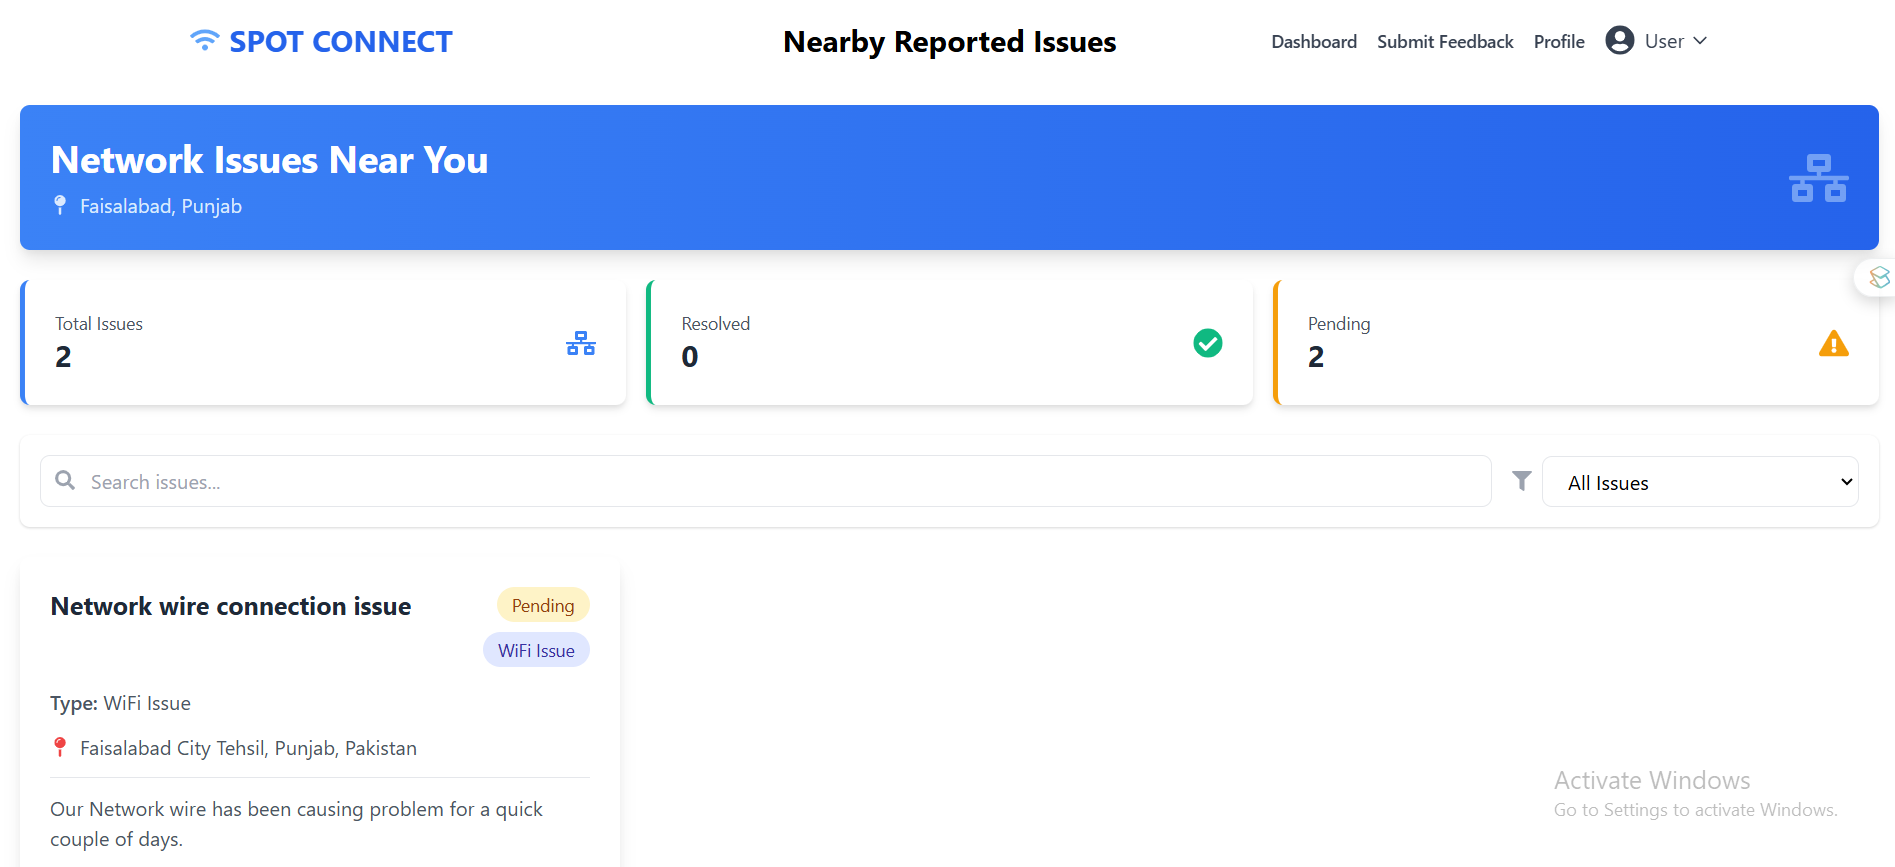 SPOT CONNECT
Nearby Reported Issues
Dashboard Submit Feedback Profile User
Network Issues Near You
Faisalabad, Punjab
Total Issues
2
Resolved
0
Pending
2
Search issues...
All Issues
Network wire connection issue
Pending
WiFi Issue
Type: WiFi Issue
Faisalabad City Tehsil, Punjab, Pakistan
Our Network wire has been causing problem for a quick
couple of days.
Activate Windows
Go to Settings to activate Windows.